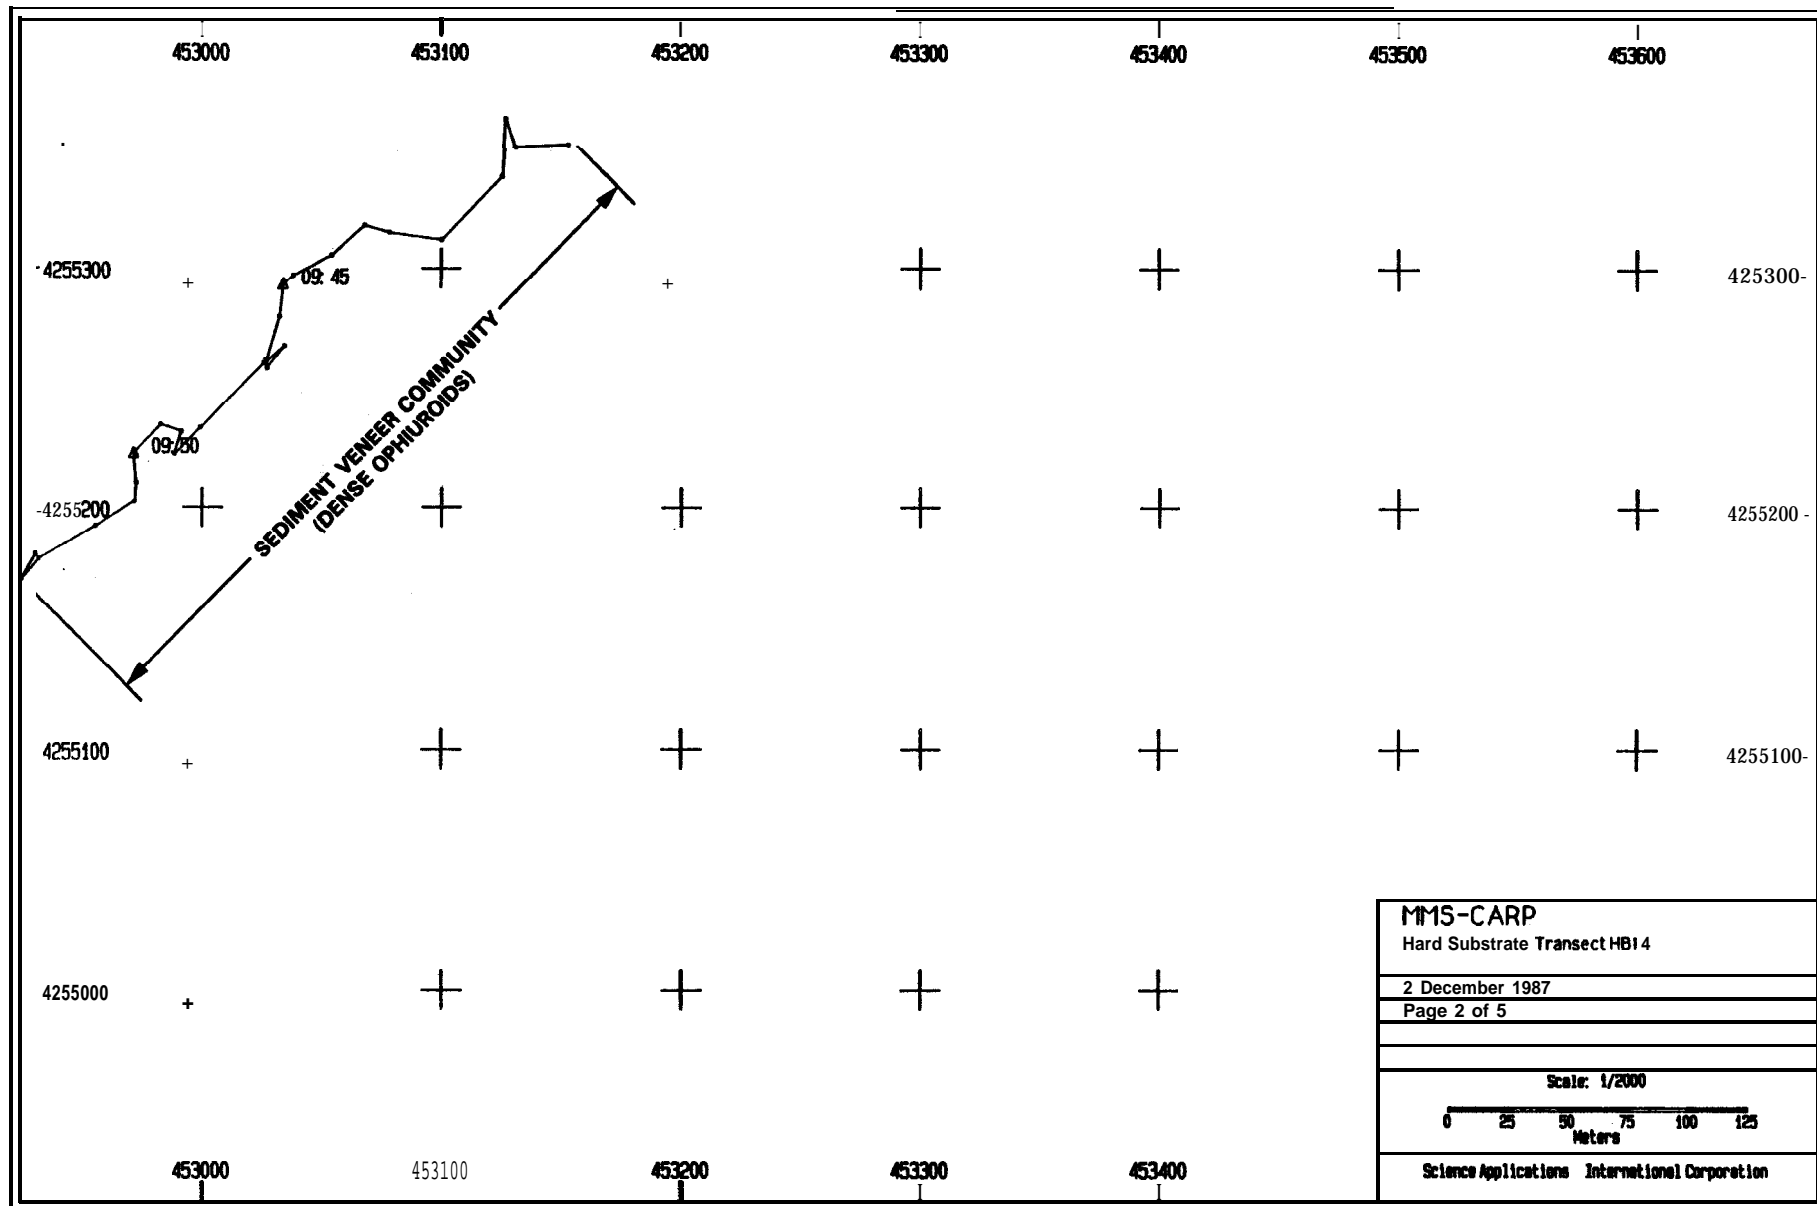 453000 453100 453200 453300 453400 453500 453600
-4255300 425300-
09:45
09:50
SEDIMENT VENEER COMMUNITY
(DENSE OPHIUROIDS)
-4255200 4255200 -
4255100 4255100-
4255000
MMS-CARP
Hard Substrate Transect HB14
2 December 1987
Page 2 of 5
Scale: 1/2000
0 25 50 75 100 125
Meters
Science Applications International Corporation
453000 453100 453200 453300 453400